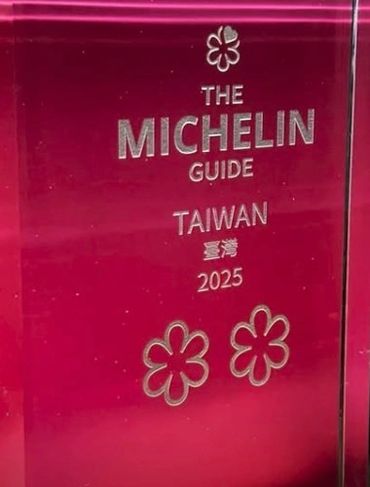 THE
MICHELIN
GUIDE
TAIWAN
臺灣
2025